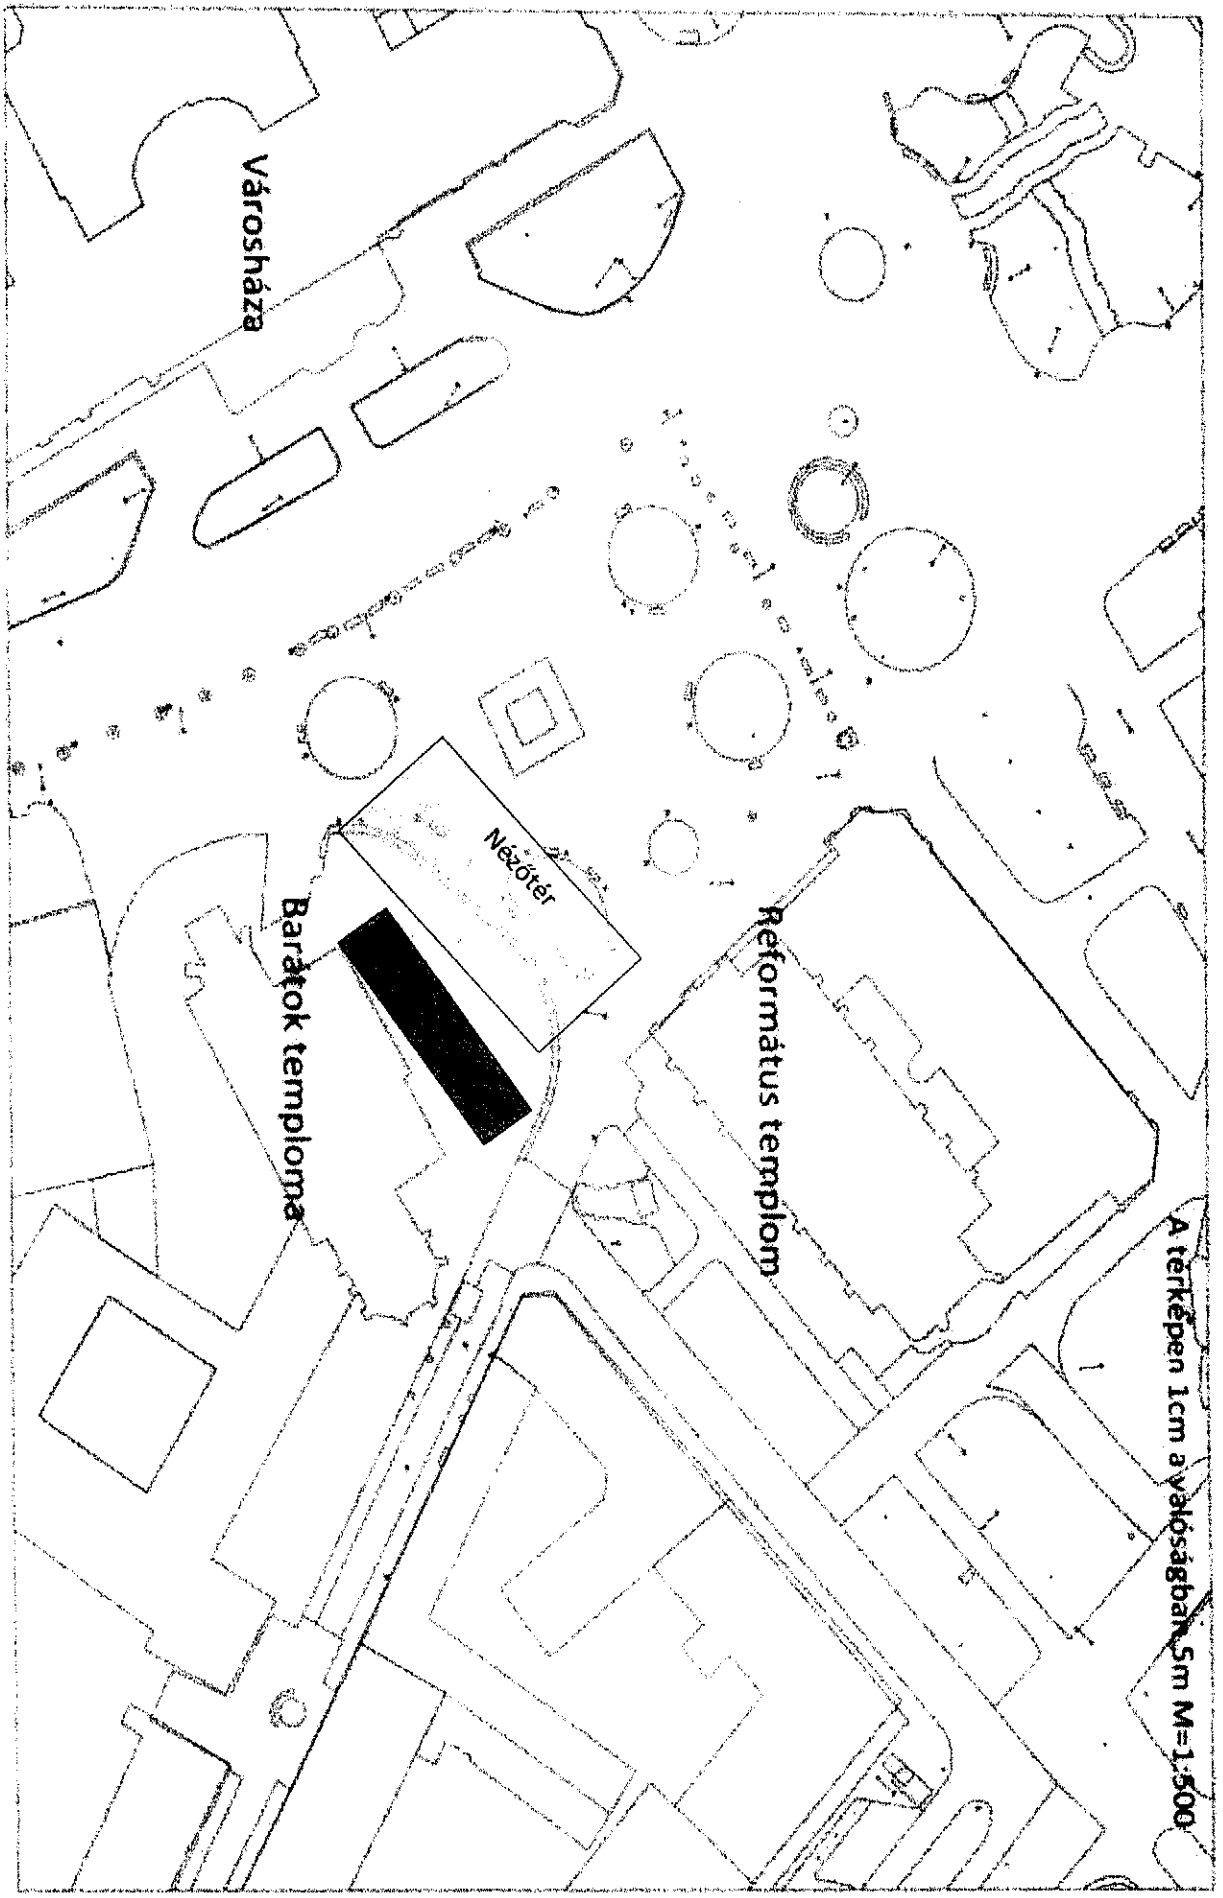 A térképen 1cm a valóságban 5m M=1:500
Református templom
Nézőtér
Barátok temploma
Városháza